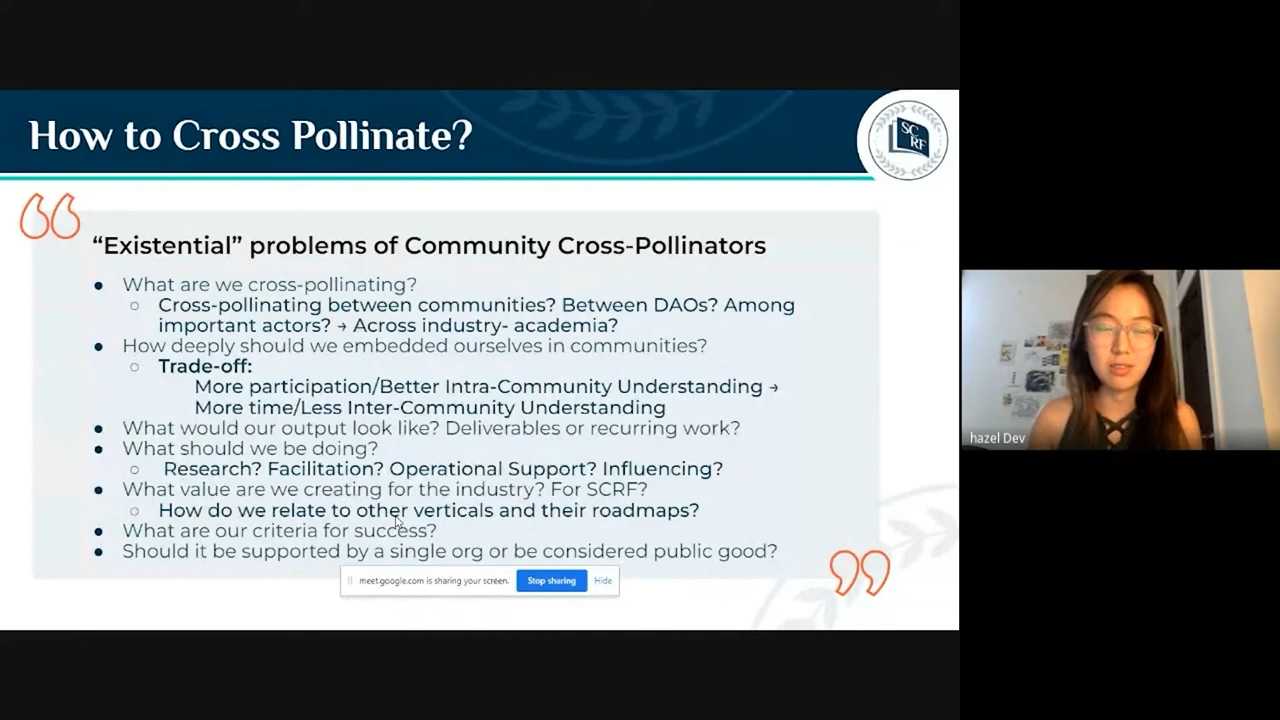 How to Cross Pollinate?
SC
RF
“Existential” problems of Community Cross-Pollinators
● What are we cross-pollinating?
○ Cross-pollinating between communities? Between DAOs? Among
important actors? → Across industry- academia?
● How deeply should we embedded ourselves in communities?
○ Trade-off:
More participation/Better Intra-Community Understanding →
More time/Less Inter-Community Understanding
● What would our output look like? Deliverables or recurring work?
● What should we be doing?
○ Research? Facilitation? Operational Support? Influencing?
● What value are we creating for the industry? For SCRF?
○ How do we relate to other verticals and their roadmaps?
● What are our criteria for success?
● Should it be supported by a single org or be considered public good?
meet.google.com is sharing your screen. Stop sharing Hide
hazel Dev